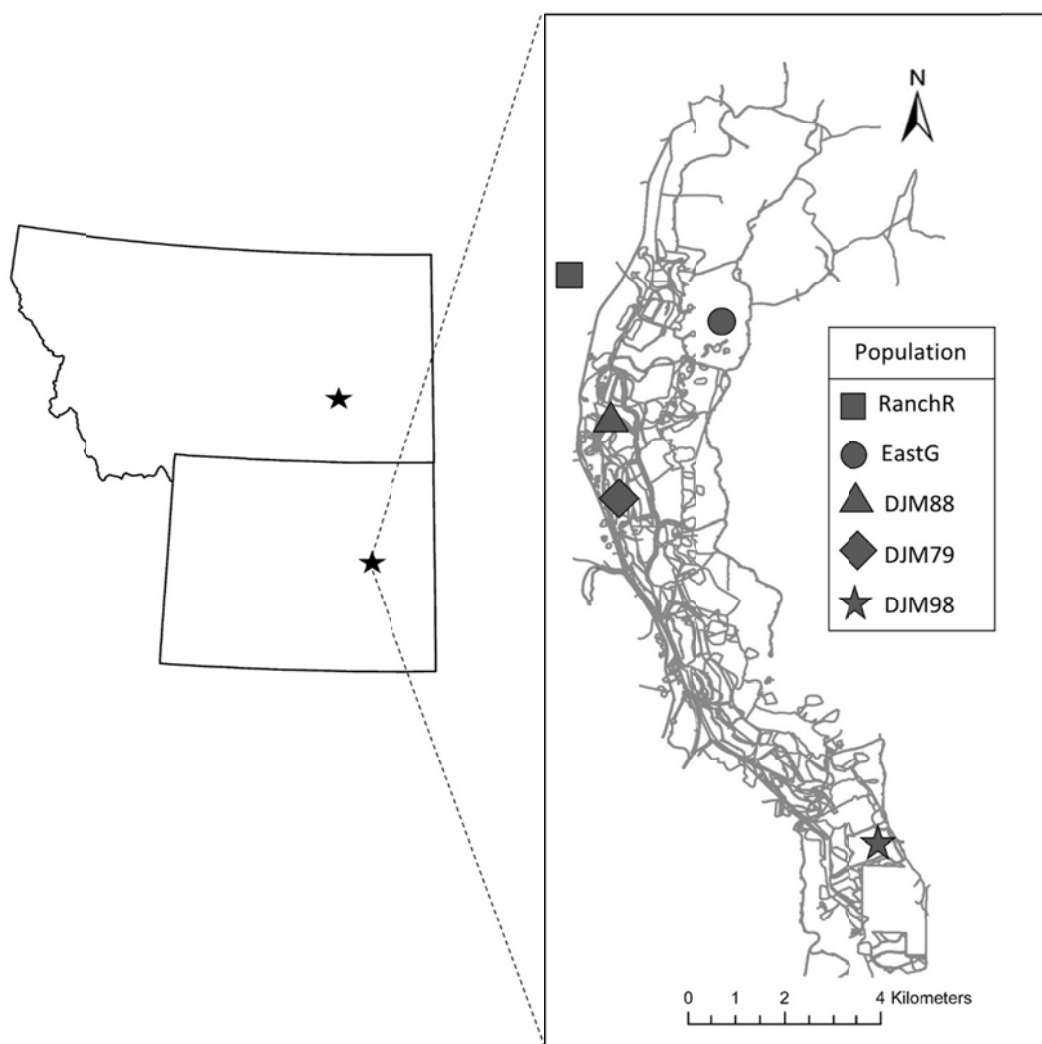 N
Population
RanchR
EastG
DJM88
DJM79
DJM98
0 1 2 4 Kilometers